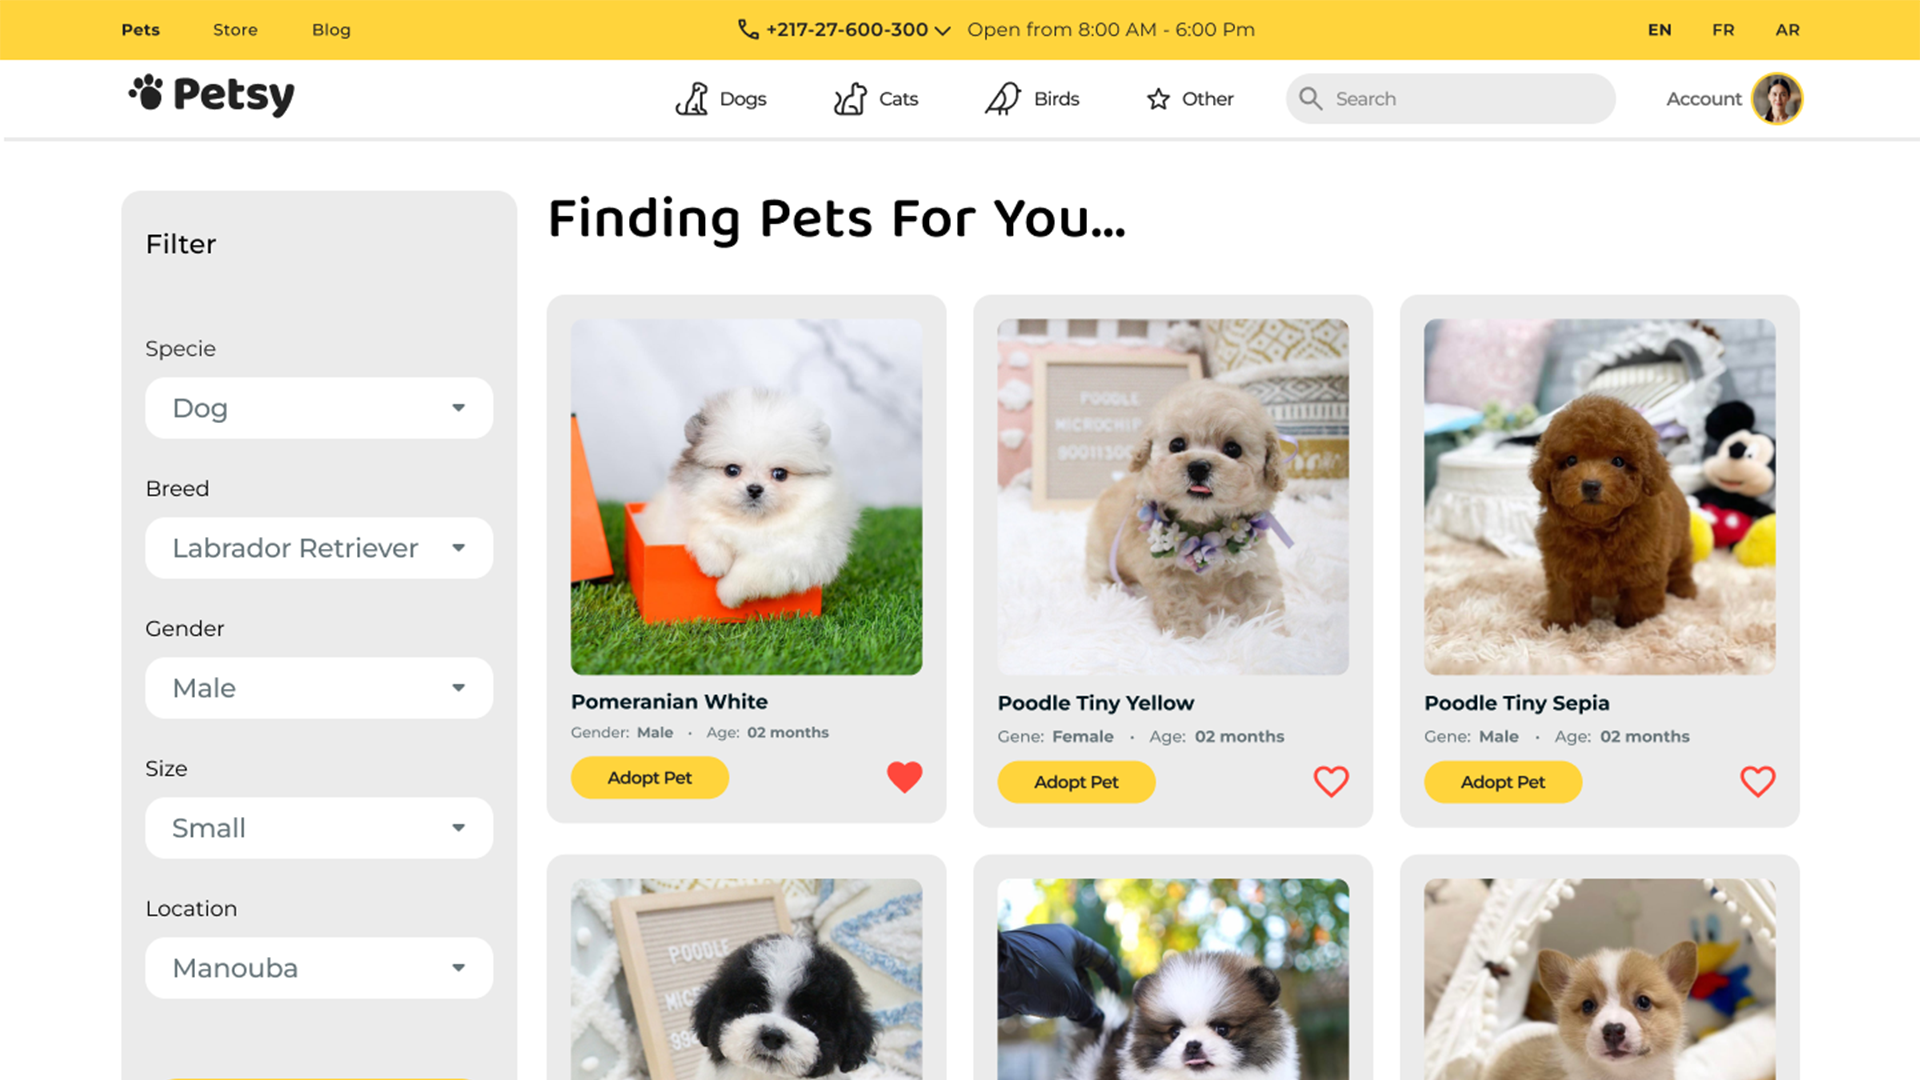 Pets Store Blog +217-27-600-300 Open from 8:00 AM - 6:00 Pm EN FR AR
Petsy Dogs Cats Birds Other Search Account
Filter
Specie
Dog
Breed
Labrador Retriever
Gender
Male
Size
Small
Location
Manouba
Finding Pets For You...
POODLE
MICROCHIP
Pomeranian White
Gender: Male • Age: 02 months
Adopt Pet
Poodle Tiny Yellow
Gene: Female • Age: 02 months
Adopt Pet
Poodle Tiny Sepia
Gene: Male • Age: 02 months
Adopt Pet
POODLE